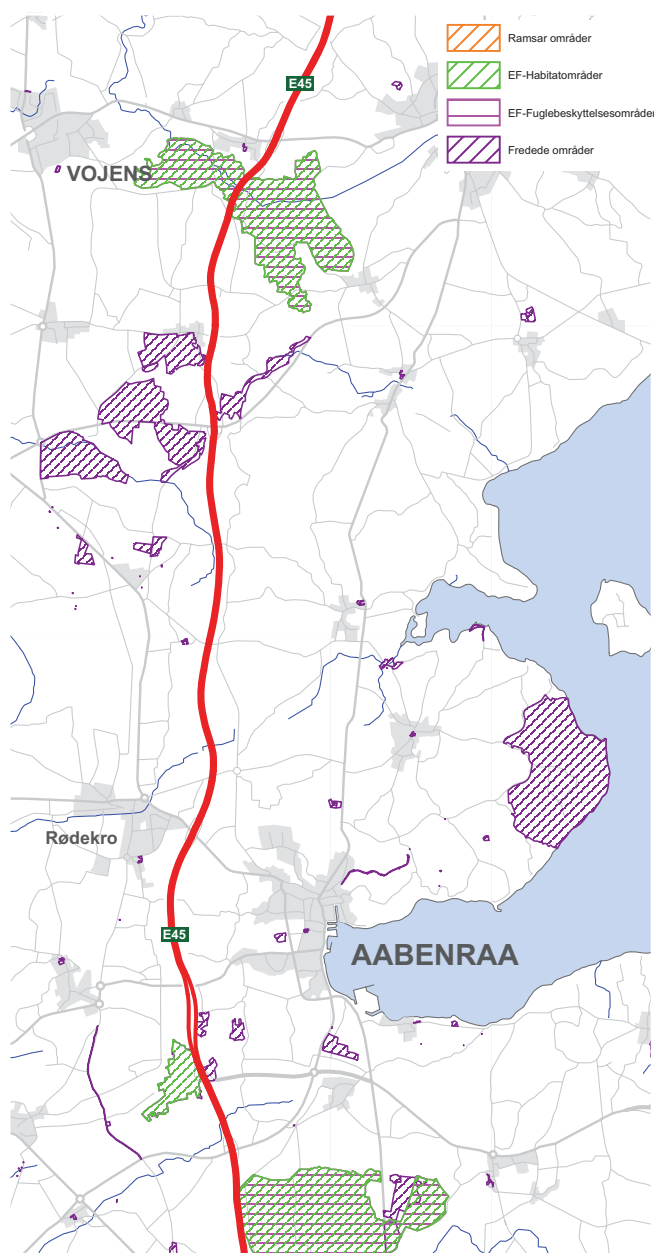 Ramsar områder
EF-Habitatområder
EF-Fuglebeskyttelsesområder
Fredede områder
E45
VOJENS
Rødekro
E45
AABENRAA